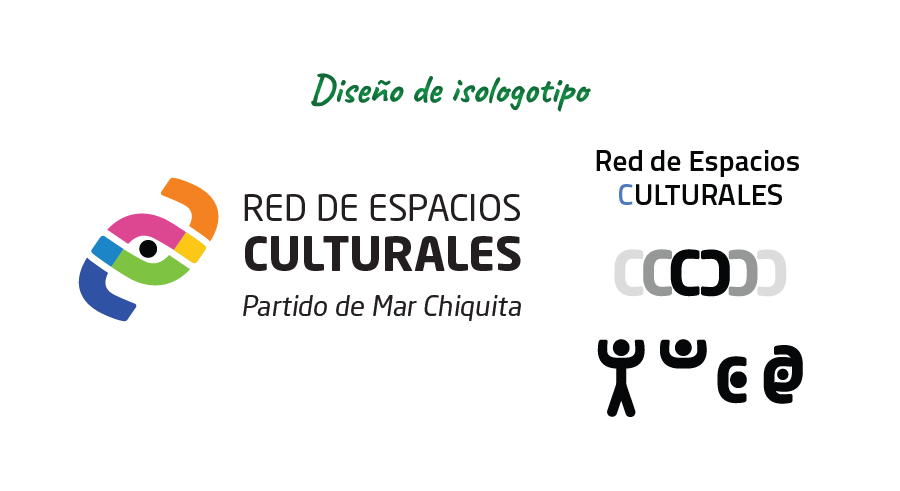 Diseño de isologotipo
RED DE ESPACIOS
CULTURALES
Partido de Mar Chiquita
Red de Espacios
CULTURALES